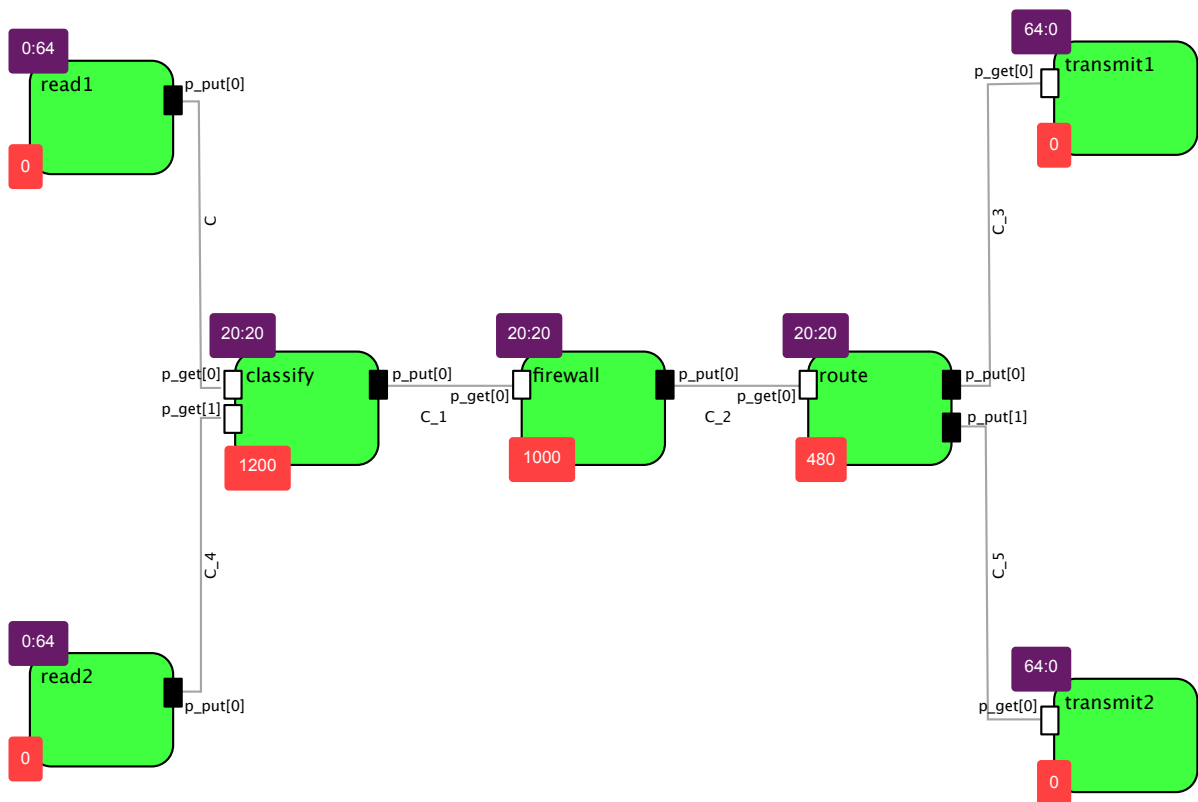 0:64
read1
p_put[0]
0
C
64:0
transmit1
p_get[0]
0
C_3
20:20
classify
p_get[0]
p_get[1]
p_put[0]
1200
C_1
20:20
firewall
p_get[0]
p_put[0]
1000
C_2
20:20
route
p_get[0]
p_put[0]
p_put[1]
480
C_4
C_5
0:64
read2
p_put[0]
0
64:0
transmit2
p_get[0]
0